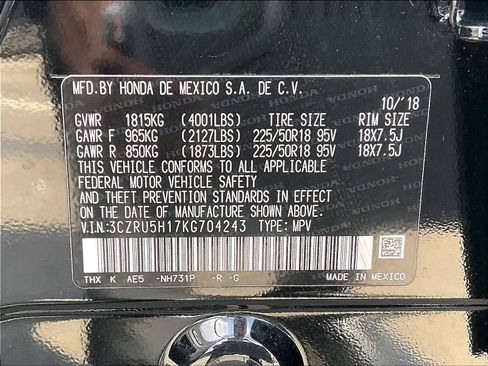 MFD.BY HONDA DE MEXICO S.A. DE C.V.
10/'18
GVWR 1815KG (4001LBS) TIRE SIZE RIM SIZE
GAWR F 965KG (2127LBS) 225/50R18 95V 18X7.5J
GAWR R 850KG (1873LBS) 225/50R18 95V 18X7.5J
THIS VEHICLE CONFORMS TO ALL APPLICABLE
FEDERAL MOTOR VEHICLE SAFETY
AND THEFT PREVENTION STANDARDS IN EFFECT
ON THE DATE OF MANUFACTURE SHOWN ABOVE.
V.I.N:3CZRU5H17KG704243 TYPE: MPV
THX K AE5 -NH731P -R -G MADE IN MEXICO